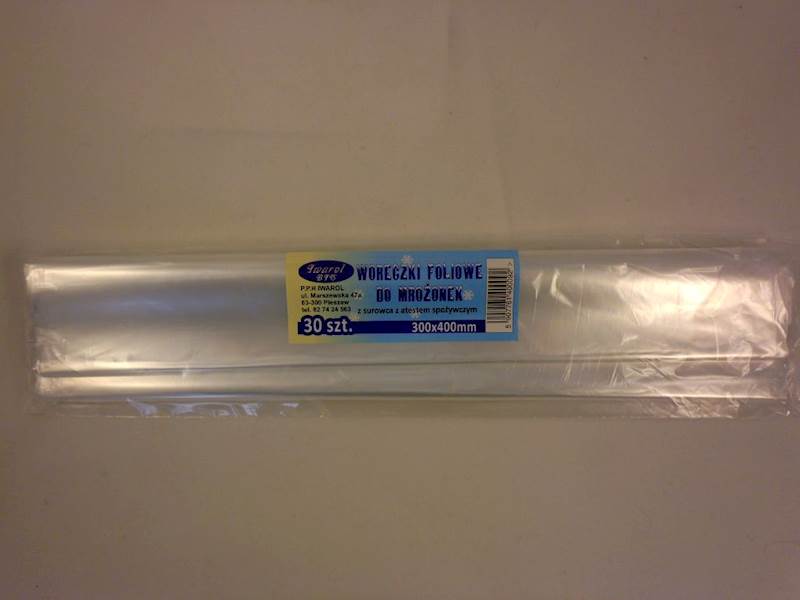 Iwarol
WORECZKI FOLIOWE
DO MROŻONEK
z surowca z atestem spożywczym
P.P.H IWAROL
ul. Marszewska 47a
63-300 Pleszew
tel. 62 74 24 563
30 szt.
300x400mm